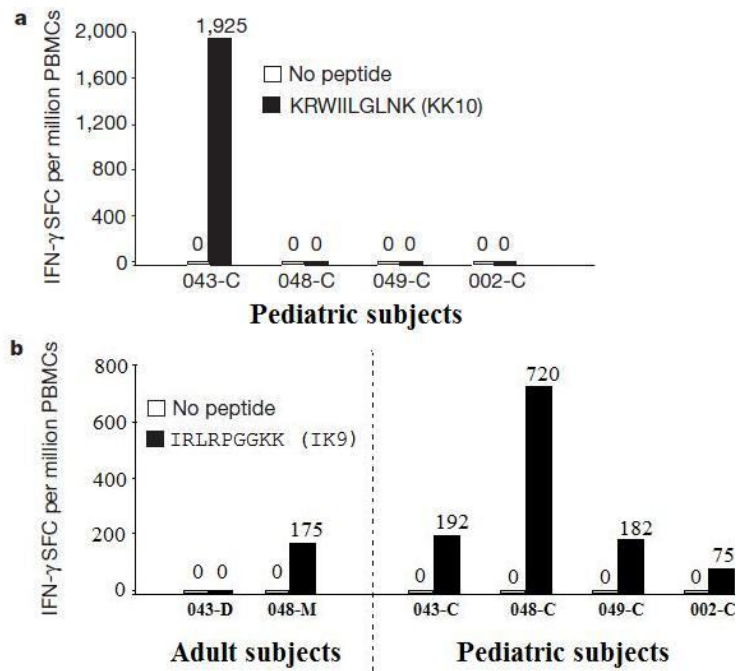 a
IFN-γ SFC per million PBMCs
2,000
1,600
1,200
800
400
0
1,925
No peptide
KRWIILGLNK (KK10)
0
0 0
0 0
0 0
043-C 048-C 049-C 002-C
Pediatric subjects
b
IFN-γ SFC per million PBMCs
800
600
400
200
0
No peptide
IRLRPGGKK (IK9)
0 0
0 175
0 192
0 720
0 182
0 75
043-D 048-M 043-C 048-C 049-C 002-C
Adult subjects Pediatric subjects